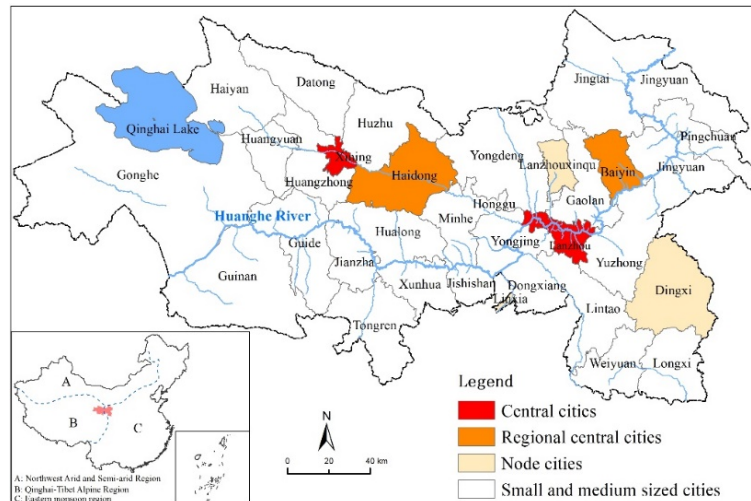 Jingtai
Jingyuan
Datong
Haiyan
Huzhu
Pingchuan
Qinghai Lake
Huangyuan
Xining
Yongdeng
Lanzhouxinqu
Baiyin
Jingyuan
Gonghe
Huangzhong
Haidong
Honggu
Gaolan
Huanghe River
Minhe
Guide
Hualong
Yongjing
Lanzhou
Yuzhong
Guinan
Jianzha
Xunhua
Jishishan
Dongxiang
Linxia
Dingxi
Lintao
Tongren
Weiyuan
Longxi
A
B
C
A: Northwest Arid and Semi-arid Region
B: Qinghai-Tibet Alpine Region
C: Eastern monsoon region
N
0
20
40 km
Legend
Central cities
Regional central cities
Node cities
Small and medium sized cities